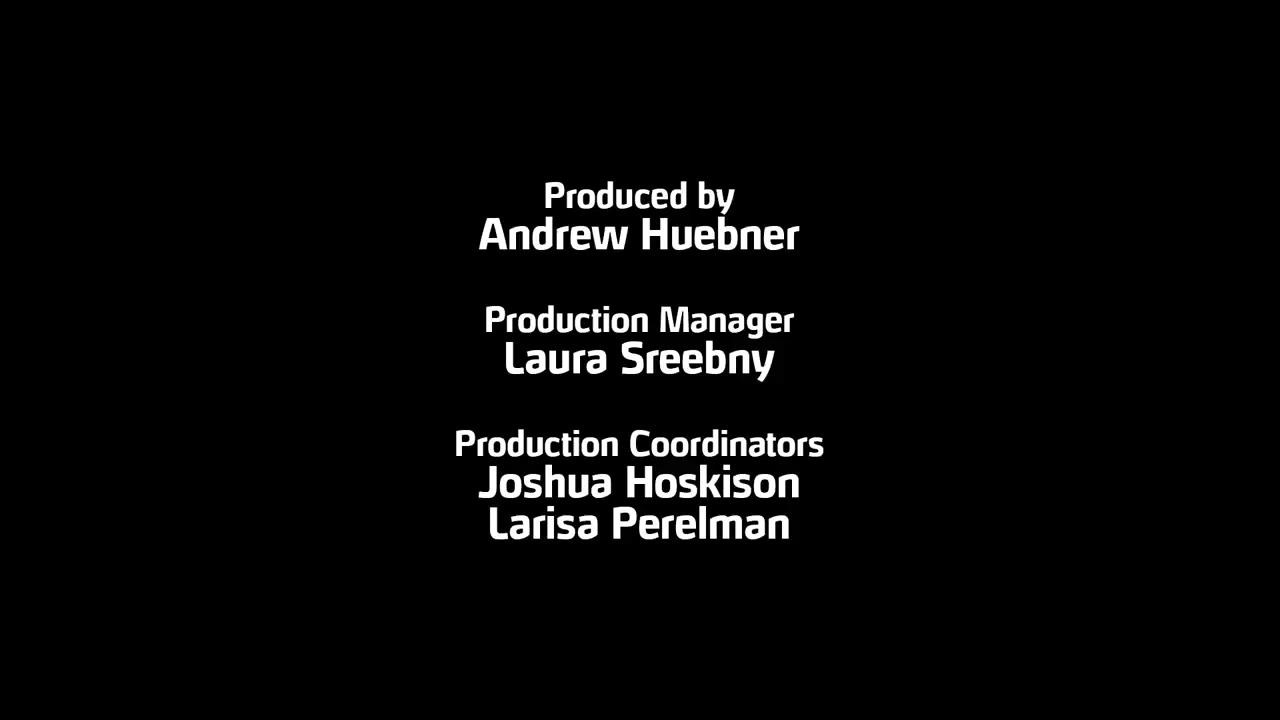 Produced by
Andrew Huebner
Production Manager
Laura Sreebny
Production Coordinators
Joshua Hoskison
Larisa Perelman